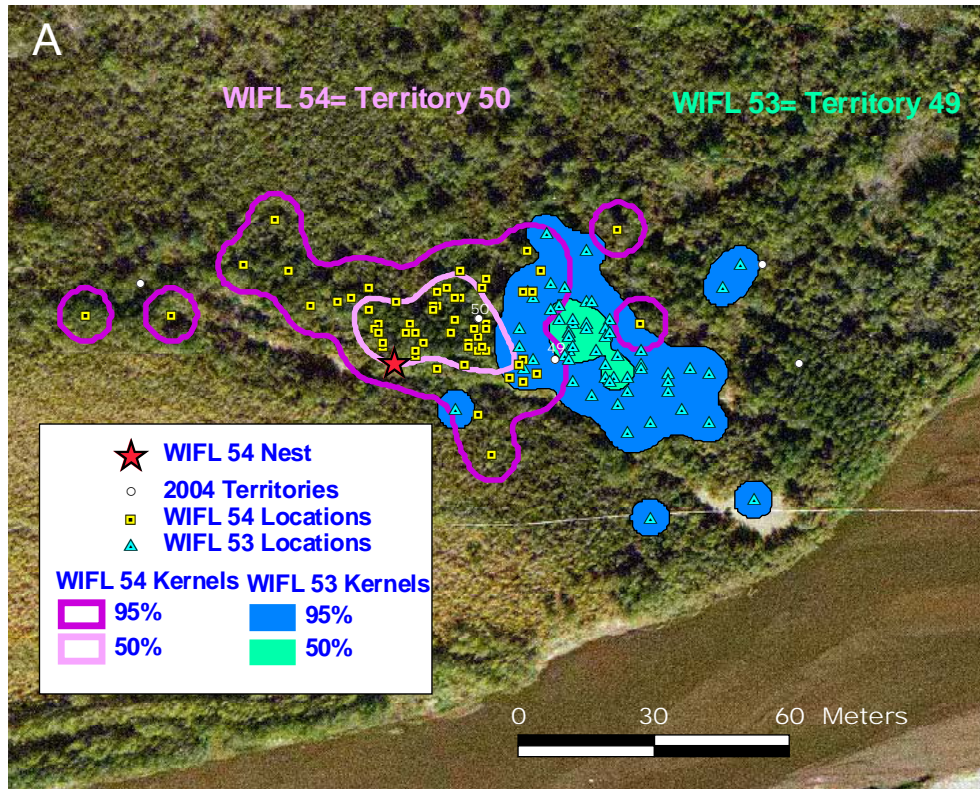 A
WIFL 54= Territory 50
WIFL 53= Territory 49
50
49
WIFL 54 Nest
2004 Territories
WIFL 54 Locations
WIFL 53 Locations
WIFL 54 Kernels WIFL 53 Kernels
95% 95%
50% 50%
0 30 60 Meters